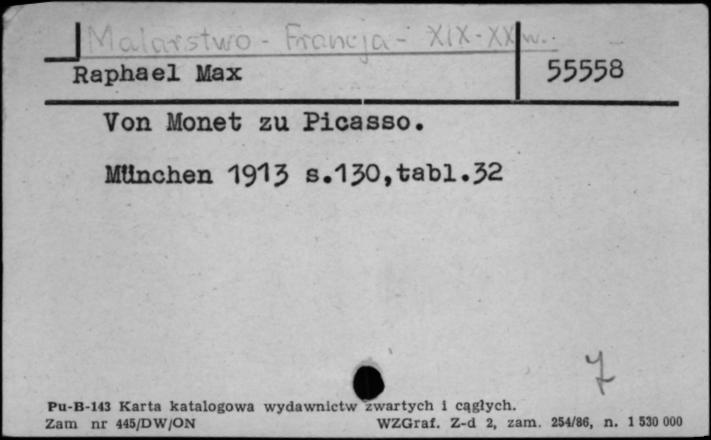 Malarstwo - Francja - XIX-XX w.
Raphael Max 55558
Von Monet zu Picasso.
München 1913 s.130,tabl.32
7
Pu-B-143 Karta katalogowa wydawnictw zwartych i ciągłych.
Zam nr 445/DW/ON WZGraf. Z-d 2, zam. 254/86, n. 1 530 000